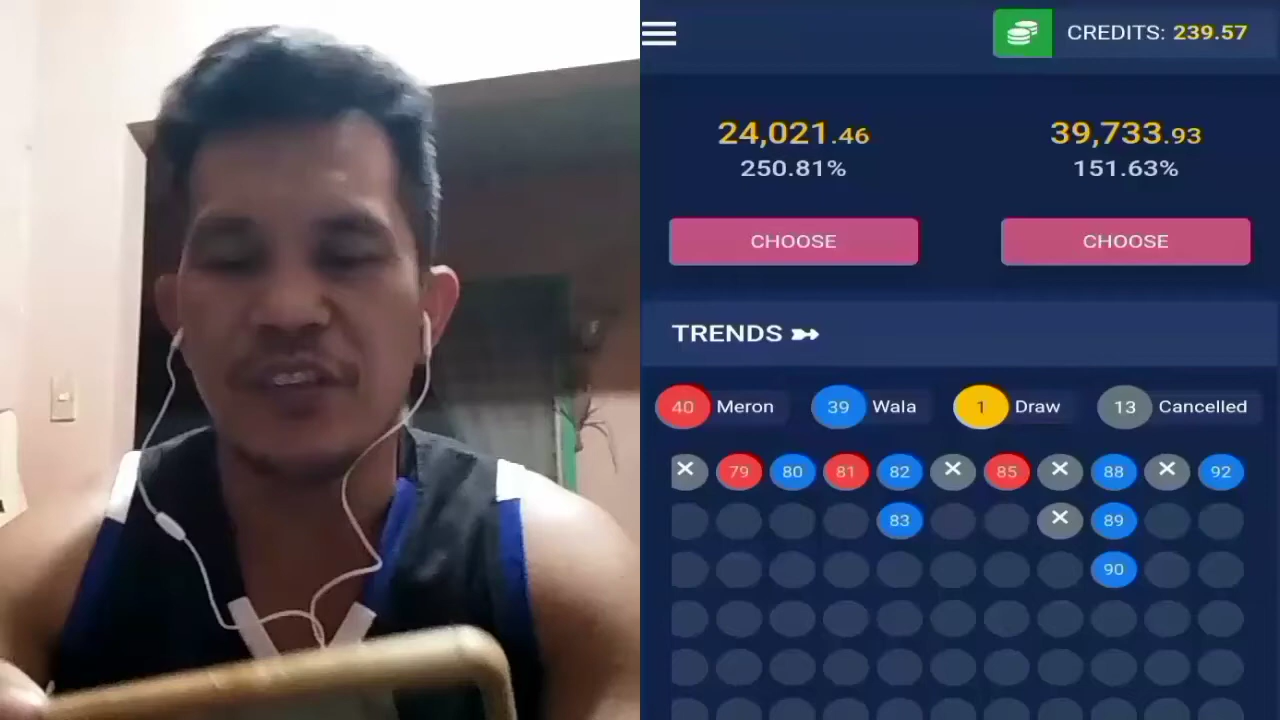 CREDITS: 239.57
24,021.46 39,733.93
250.81% 151.63%
CHOOSE CHOOSE
TRENDS
40 Meron 39 Wala 1 Draw 13 Cancelled
79 80 81 82 85 88 92
83 89
90